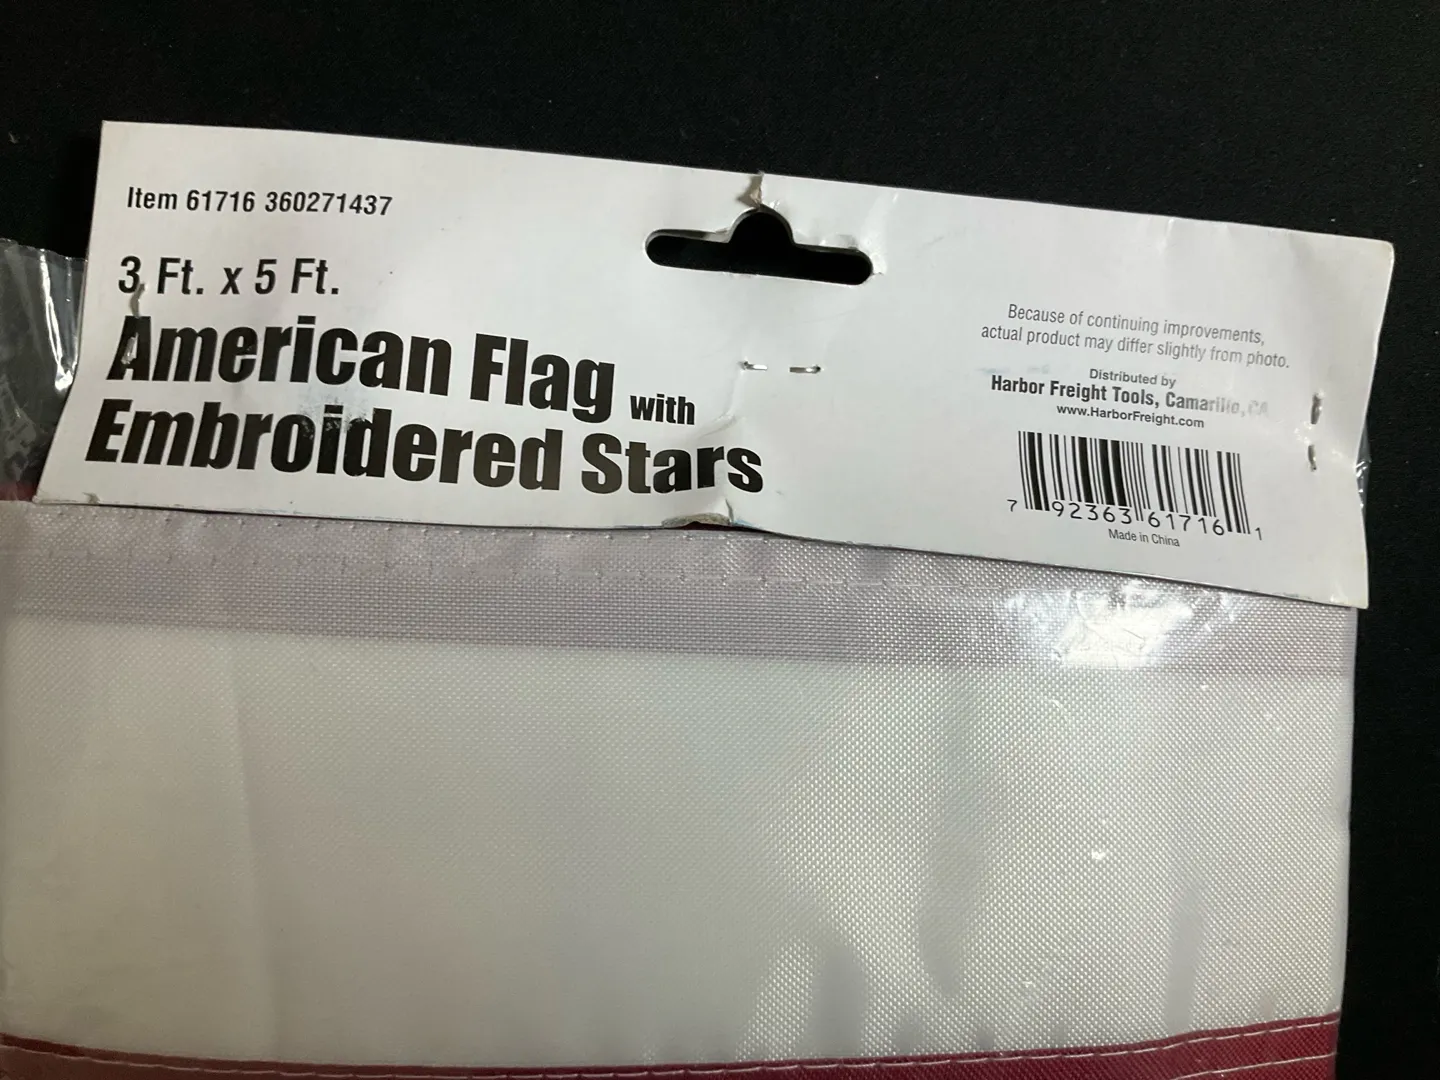 Item 61716 360271437
3 Ft. x 5 Ft.
American Flag with
Embroidered Stars
Because of continuing improvements,
actual product may differ slightly from photo.
Distributed by
Harbor Freight Tools, Camarillo, CA
www.HarborFreight.com
7 92363 61716 1
Made in China